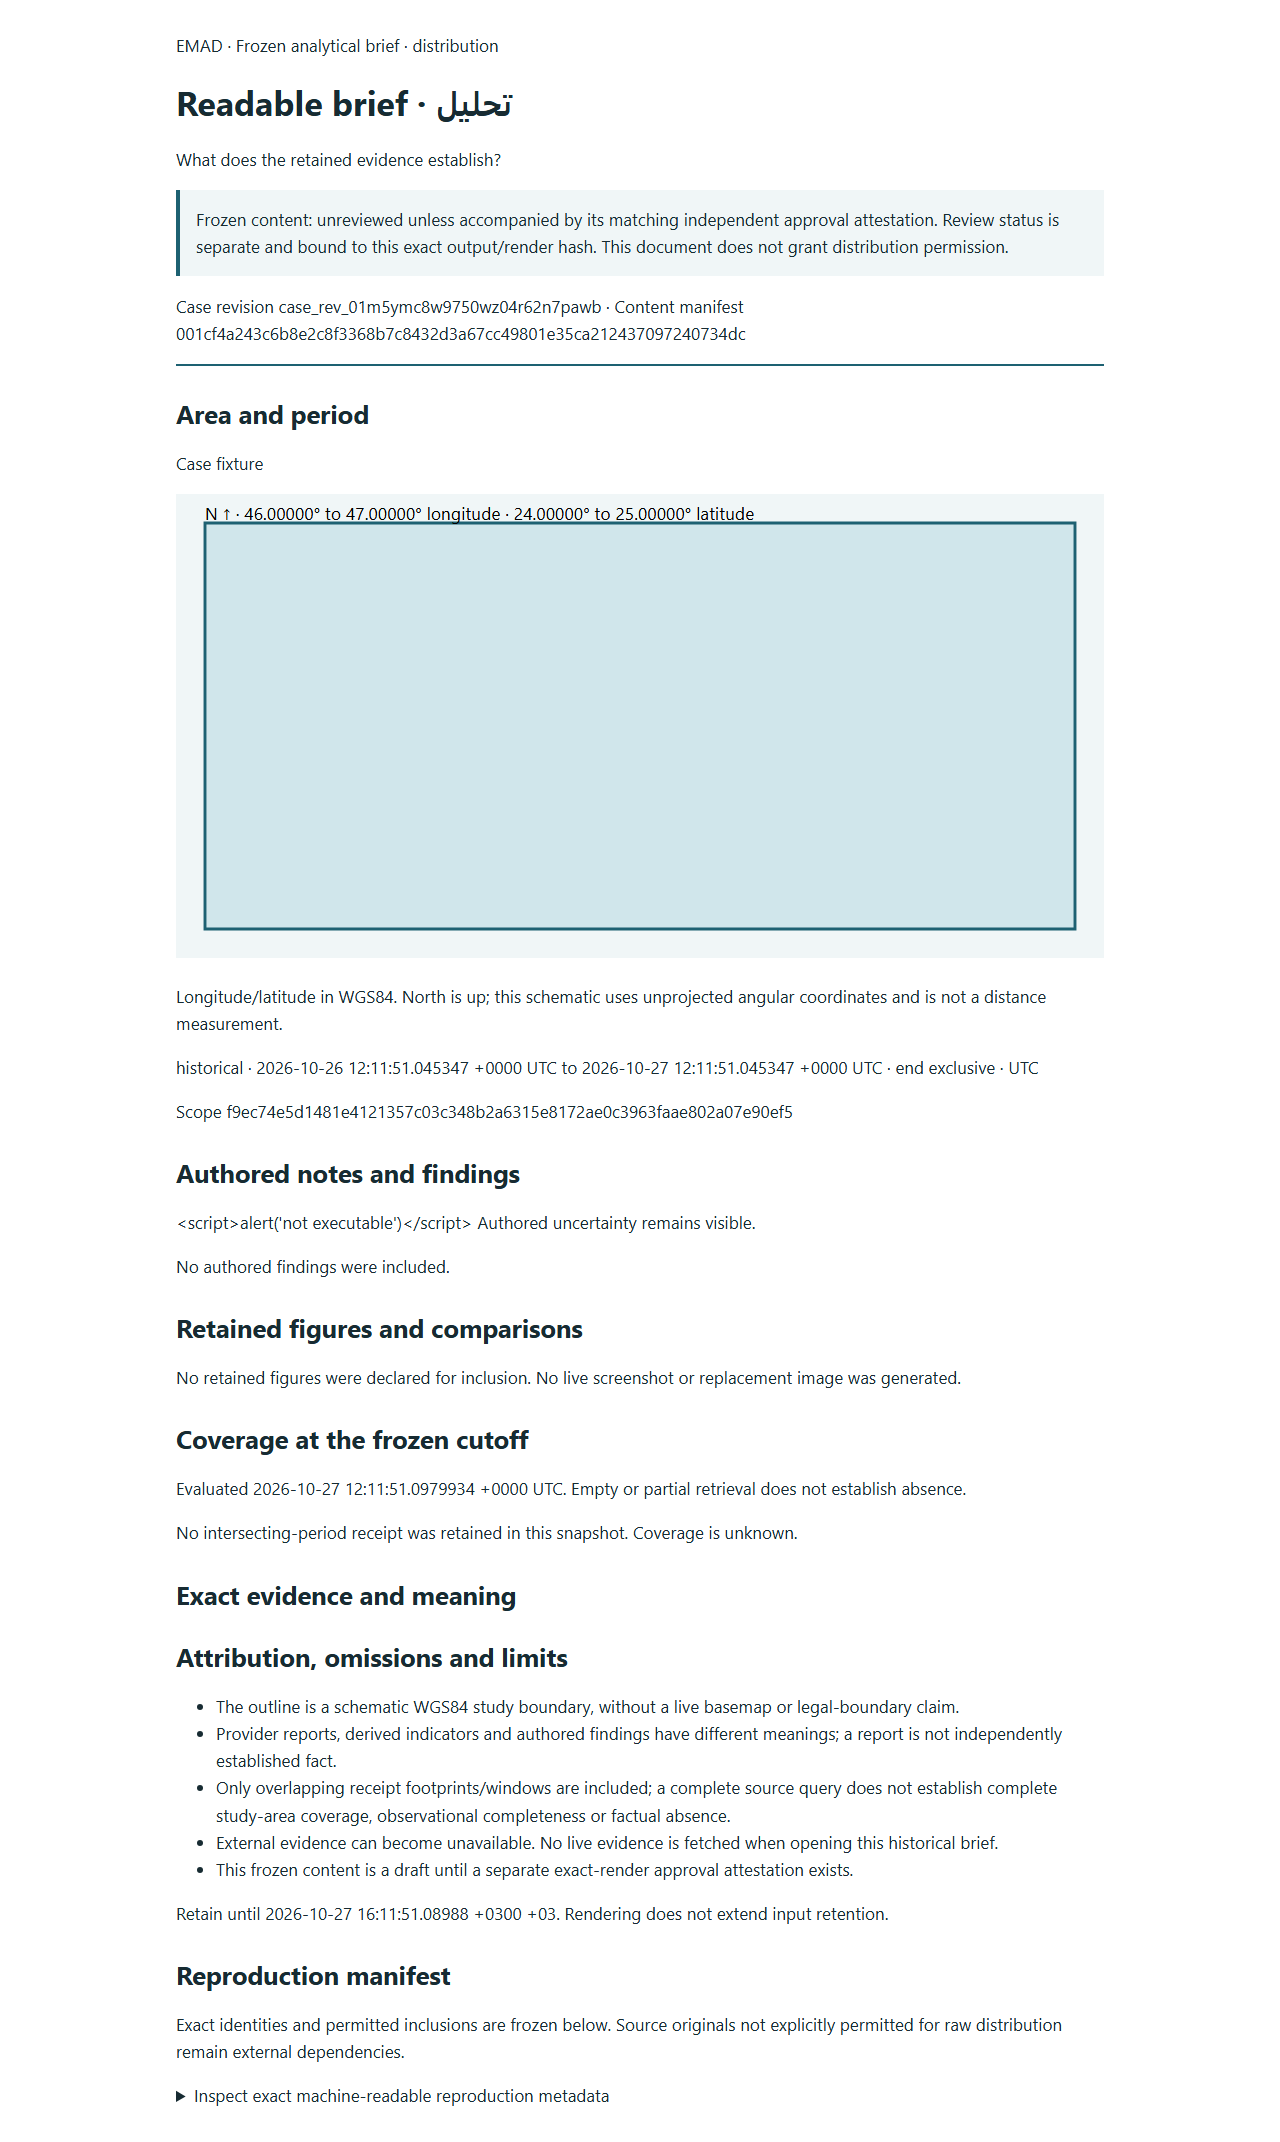 EMAD · Frozen analytical brief · distribution
Readable brief · تحليل
What does the retained evidence establish?
Frozen content: unreviewed unless accompanied by its matching independent approval attestation. Review status is
separate and bound to this exact output/render hash. This document does not grant distribution permission.
Case revision case_rev_01m5ymc8w9750wz04r62n7pawb · Content manifest
001cf4a243c6b8e2c8f3368b7c8432d3a67cc49801e35ca212437097240734dc
Area and period
Case fixture
N ↑ · 46.00000° to 47.00000° longitude · 24.00000° to 25.00000° latitude
Longitude/latitude in WGS84. North is up; this schematic uses unprojected angular coordinates and is not a distance
measurement.
historical · 2026-10-26 12:11:51.045347 +0000 UTC to 2026-10-27 12:11:51.045347 +0000 UTC · end exclusive · UTC
Scope f9ec74e5d1481e4121357c03c348b2a6315e8172ae0c3963faae802a07e90ef5
Authored notes and findings
<script>alert('not executable')</script> Authored uncertainty remains visible.
No authored findings were included.
Retained figures and comparisons
No retained figures were declared for inclusion. No live screenshot or replacement image was generated.
Coverage at the frozen cutoff
Evaluated 2026-10-27 12:11:51.0979934 +0000 UTC. Empty or partial retrieval does not establish absence.
No intersecting-period receipt was retained in this snapshot. Coverage is unknown.
Exact evidence and meaning
Attribution, omissions and limits
• The outline is a schematic WGS84 study boundary, without a live basemap or legal-boundary claim.
• Provider reports, derived indicators and authored findings have different meanings; a report is not independently
established fact.
• Only overlapping receipt footprints/windows are included; a complete source query does not establish complete
study-area coverage, observational completeness or factual absence.
• External evidence can become unavailable. No live evidence is fetched when opening this historical brief.
• This frozen content is a draft until a separate exact-render approval attestation exists.
Retain until 2026-10-27 16:11:51.08988 +0300 +03. Rendering does not extend input retention.
Reproduction manifest
Exact identities and permitted inclusions are frozen below. Source originals not explicitly permitted for raw distribution
remain external dependencies.
▶ Inspect exact machine-readable reproduction metadata